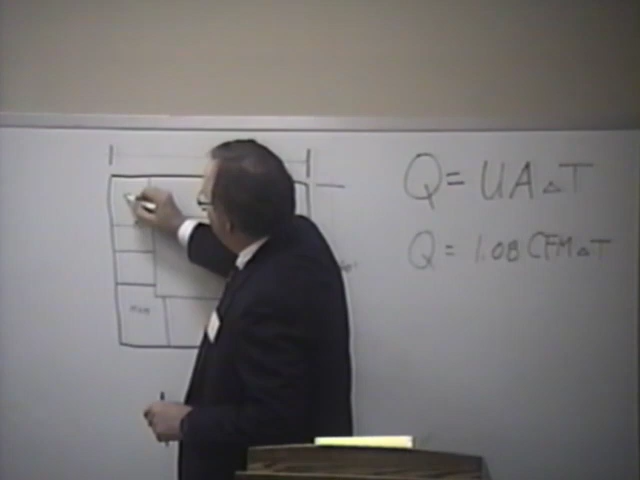 Q = UA△T
Q = 1.08 CFM△T